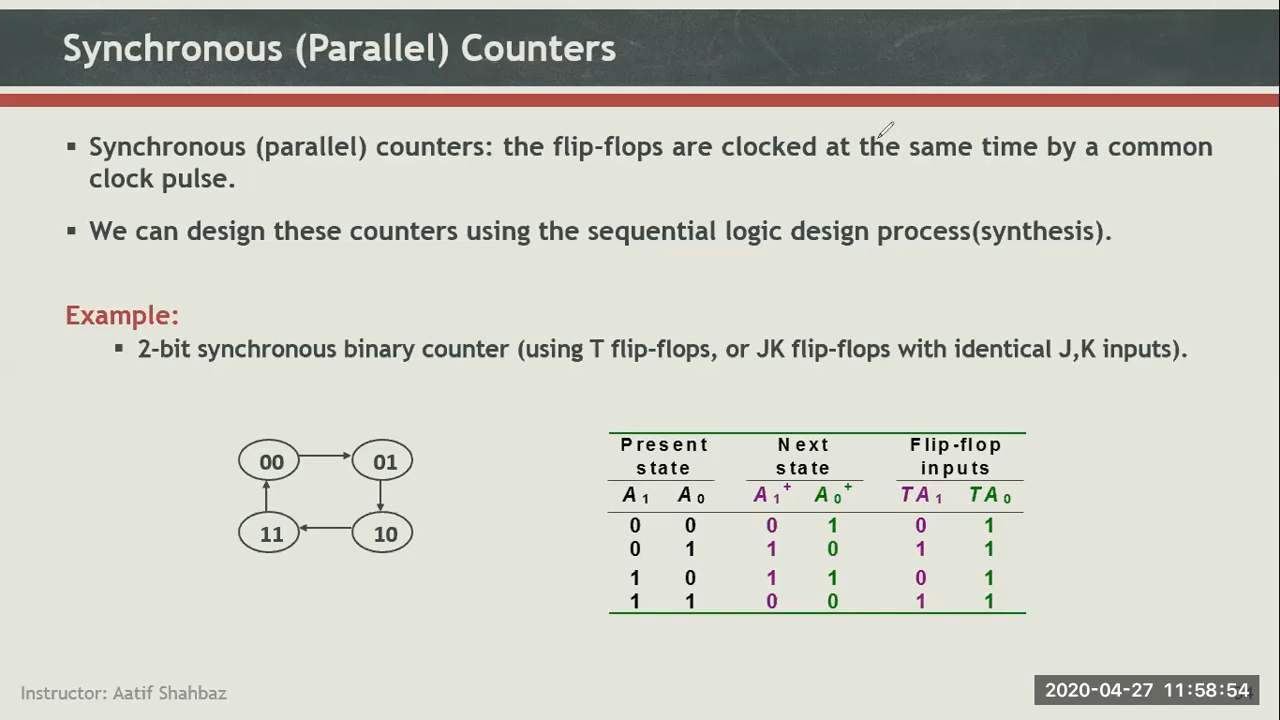 Synchronous (Parallel) Counters
▪ Synchronous (parallel) counters: the flip-flops are clocked at the same time by a common
clock pulse.
▪ We can design these counters using the sequential logic design process(synthesis).
Example:
▪ 2-bit synchronous binary counter (using T flip-flops, or JK flip-flops with identical J,K inputs).
00 01
11 10
Present Next Flip-flop
state state inputs
A1 A0 A1+ A0+ TA1 TA0
0 0 0 1 0 1
0 1 1 0 1 1
1 0 1 1 0 1
1 1 0 0 1 1
Instructor: Aatif Shahbaz
2020-04-27 11:58:54